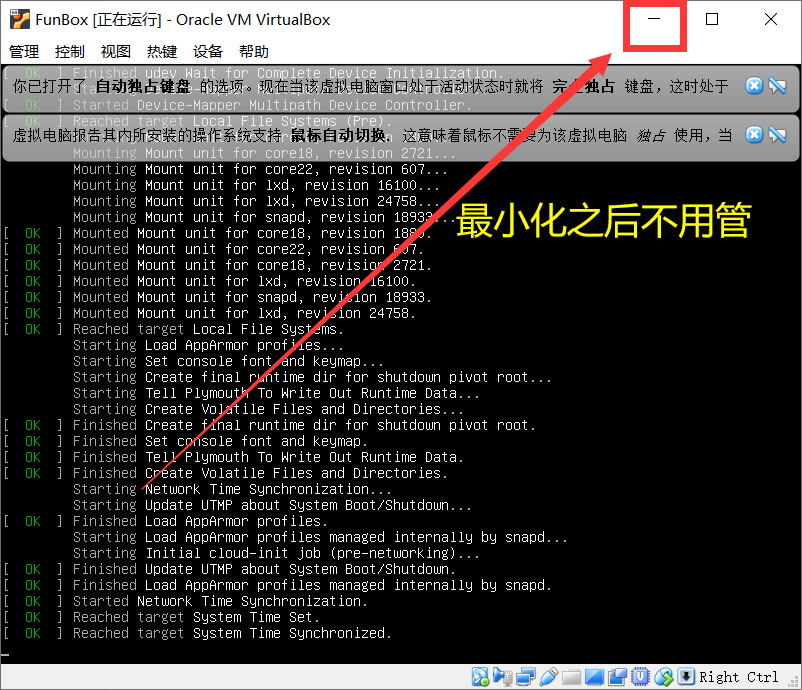 FunBox [正在运行] - Oracle VM VirtualBox
管理 控制 视图 热键 设备 帮助
[ OK ] Finished udev Wait for Complete Device Initialization.
你已打开了 自动独占键盘 的选项。现在当该虚拟电脑窗口处于活动状态时就将 完全独占 键盘，这时处于
[ OK ] Started Device-Mapper Multipath Device Controller.
[ OK ] Reached target Local File Systems (Pre).
虚拟电脑报告其内所安装的操作系统支持 鼠标自动切换。这意味着鼠标不需要为该虚拟电脑 独占 使用，当
Mounting Mount unit for core18, revision 2721...
Mounting Mount unit for core22, revision 607...
Mounting Mount unit for lxd, revision 16100...
Mounting Mount unit for lxd, revision 24758...
Mounting Mount unit for snapd, revision 18933...
最小化之后不用管
[ OK ] Mounted Mount unit for core18, revision 1880.
[ OK ] Mounted Mount unit for core22, revision 607.
[ OK ] Mounted Mount unit for core18, revision 2721.
[ OK ] Mounted Mount unit for lxd, revision 16100.
[ OK ] Mounted Mount unit for snapd, revision 18933.
[ OK ] Mounted Mount unit for lxd, revision 24758.
[ OK ] Reached target Local File Systems.
Starting Load AppArmor profiles...
Starting Set console font and keymap...
Starting Create final runtime dir for shutdown pivot root...
Starting Tell Plymouth To Write Out Runtime Data...
Starting Create Volatile Files and Directories...
[ OK ] Finished Create final runtime dir for shutdown pivot root.
[ OK ] Finished Set console font and keymap.
[ OK ] Finished Tell Plymouth To Write Out Runtime Data.
[ OK ] Finished Create Volatile Files and Directories.
Starting Network Time Synchronization...
Starting Update UTMP about System Boot/Shutdown...
[ OK ] Finished Load AppArmor profiles.
Starting Load AppArmor profiles managed internally by snapd...
Starting Initial cloud-init job (pre-networking)...
[ OK ] Finished Update UTMP about System Boot/Shutdown.
[ OK ] Finished Load AppArmor profiles managed internally by snapd.
[ OK ] Started Network Time Synchronization.
[ OK ] Reached target System Time Set.
[ OK ] Reached target System Time Synchronized.
Right Ctrl